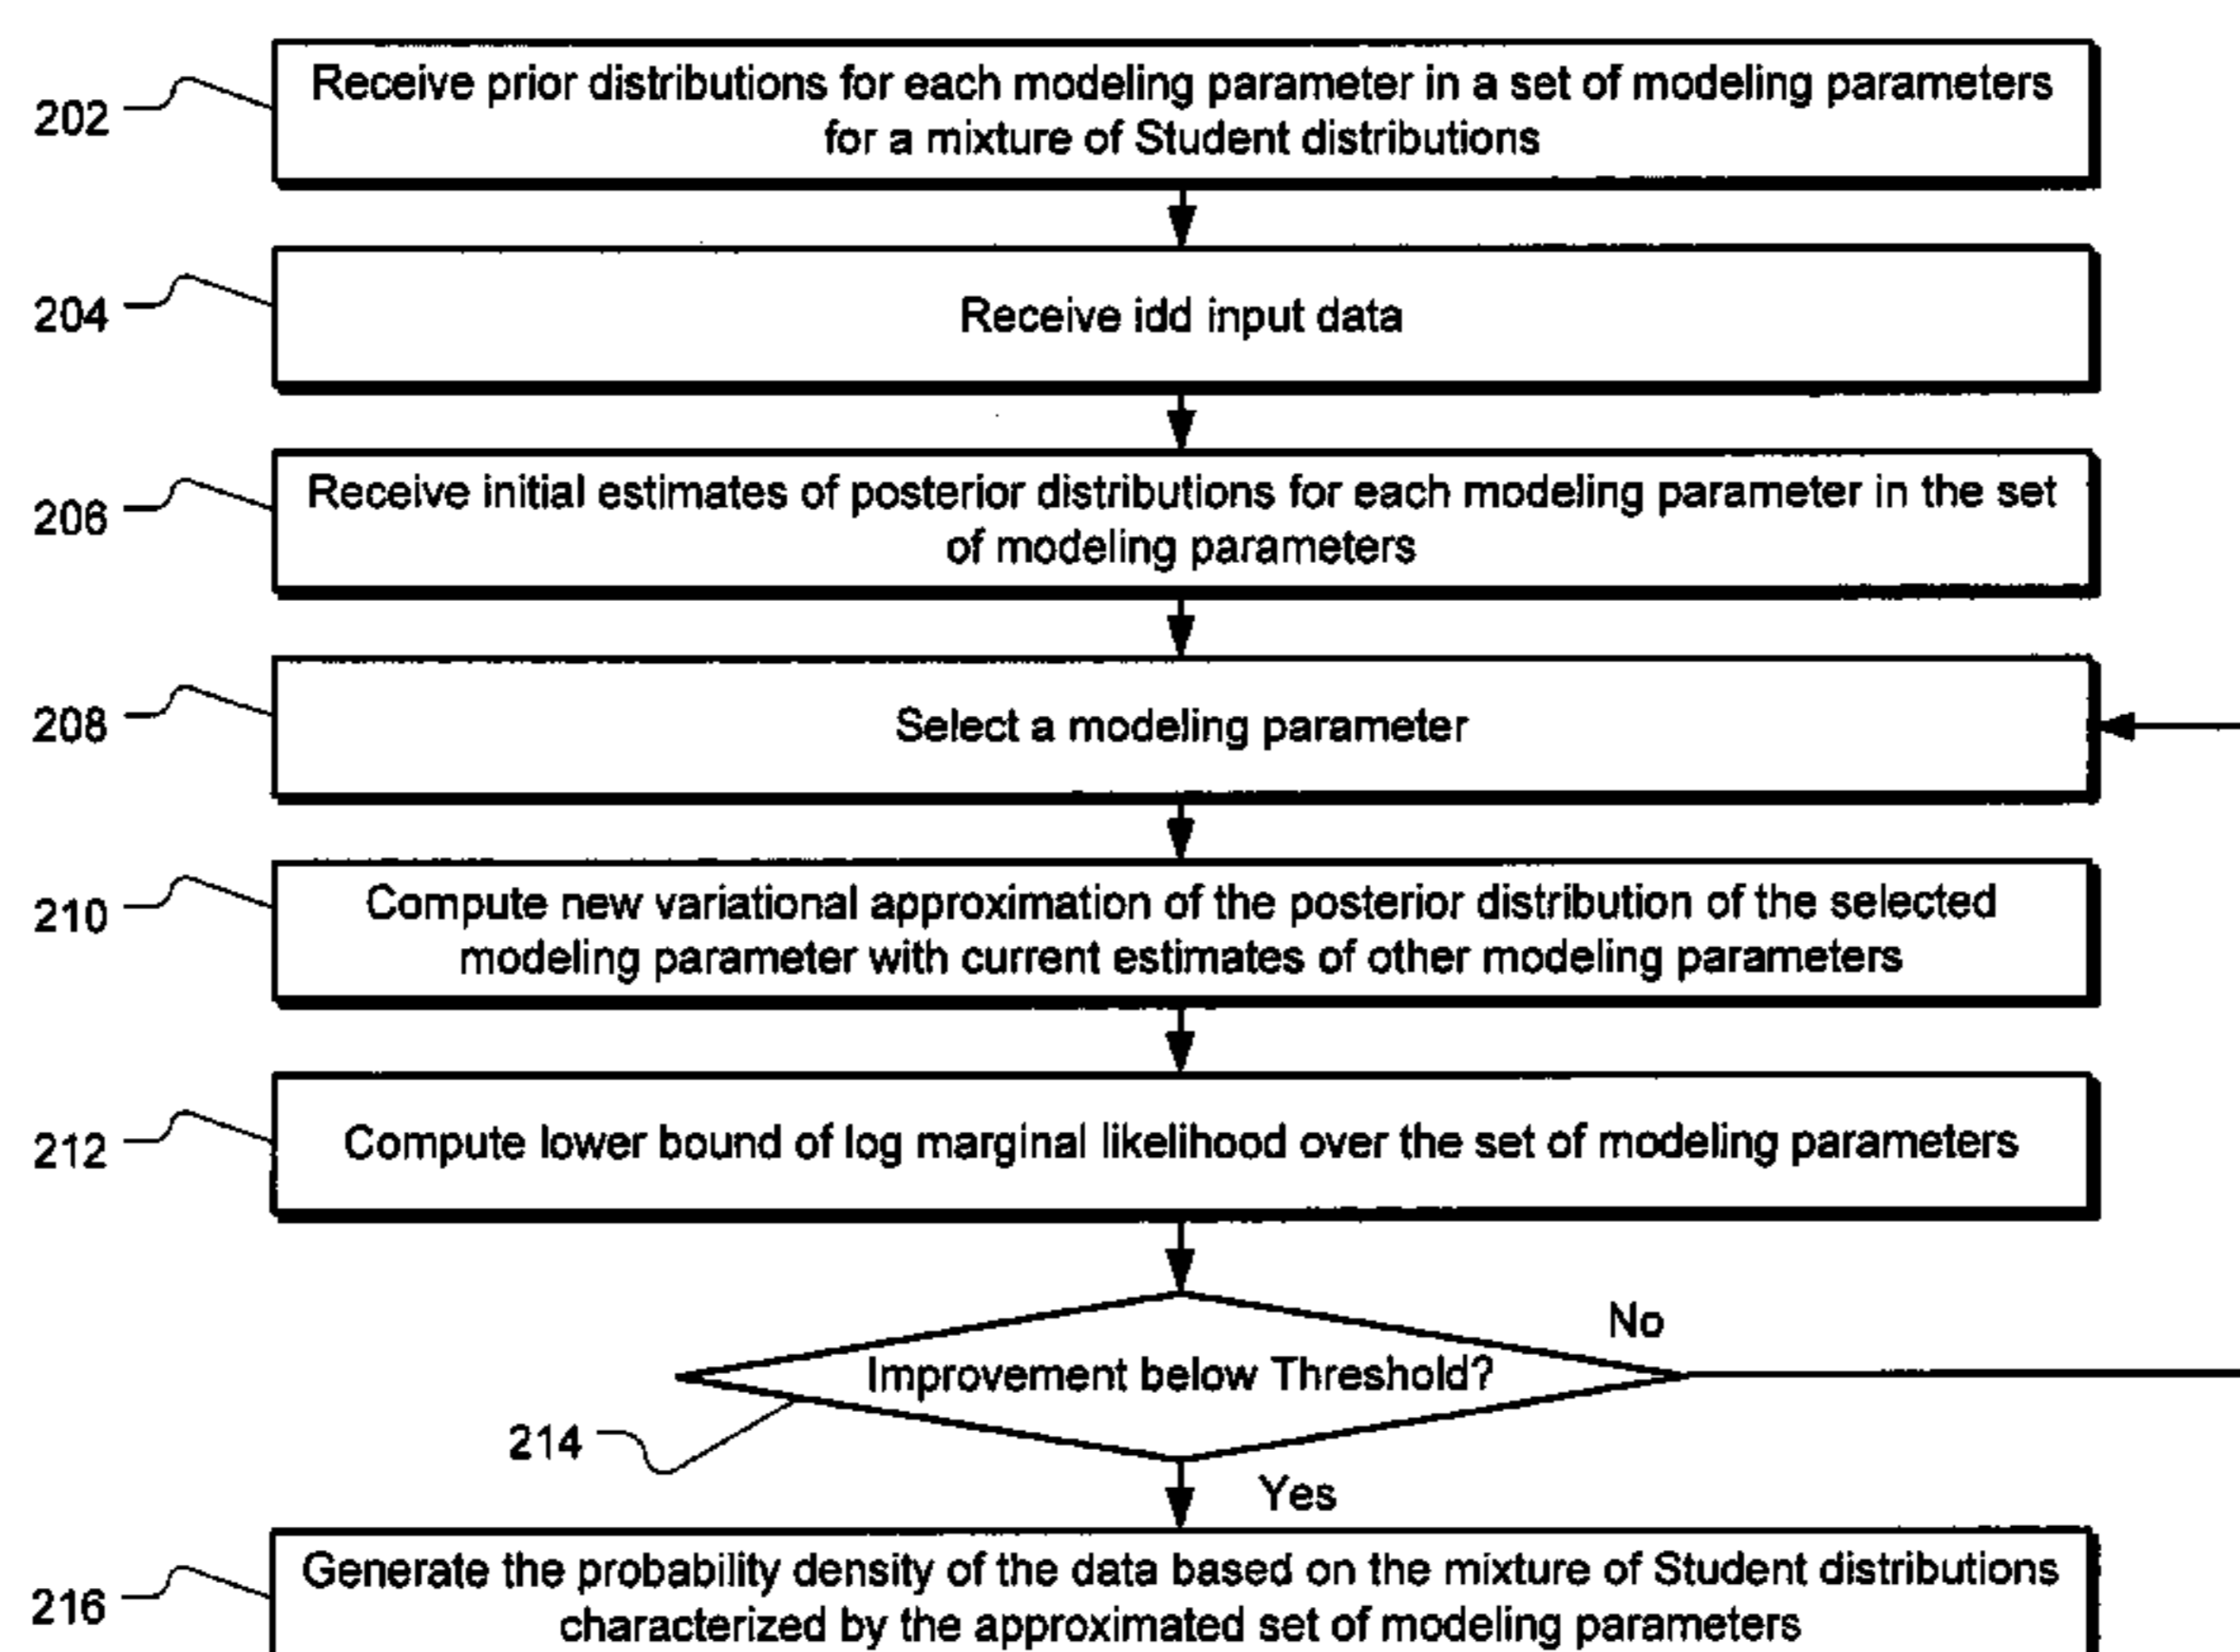 202
Receive prior distributions for each modeling parameter in a set of modeling parameters
for a mixture of Student distributions
204
Receive idd input data
206
Receive initial estimates of posterior distributions for each modeling parameter in the set
of modeling parameters
208
Select a modeling parameter
210
Compute new variational approximation of the posterior distribution of the selected
modeling parameter with current estimates of other modeling parameters
212
Compute lower bound of log marginal likelihood over the set of modeling parameters
No
Improvement below Threshold?
214
Yes
216
Generate the probability density of the data based on the mixture of Student distributions
characterized by the approximated set of modeling parameters